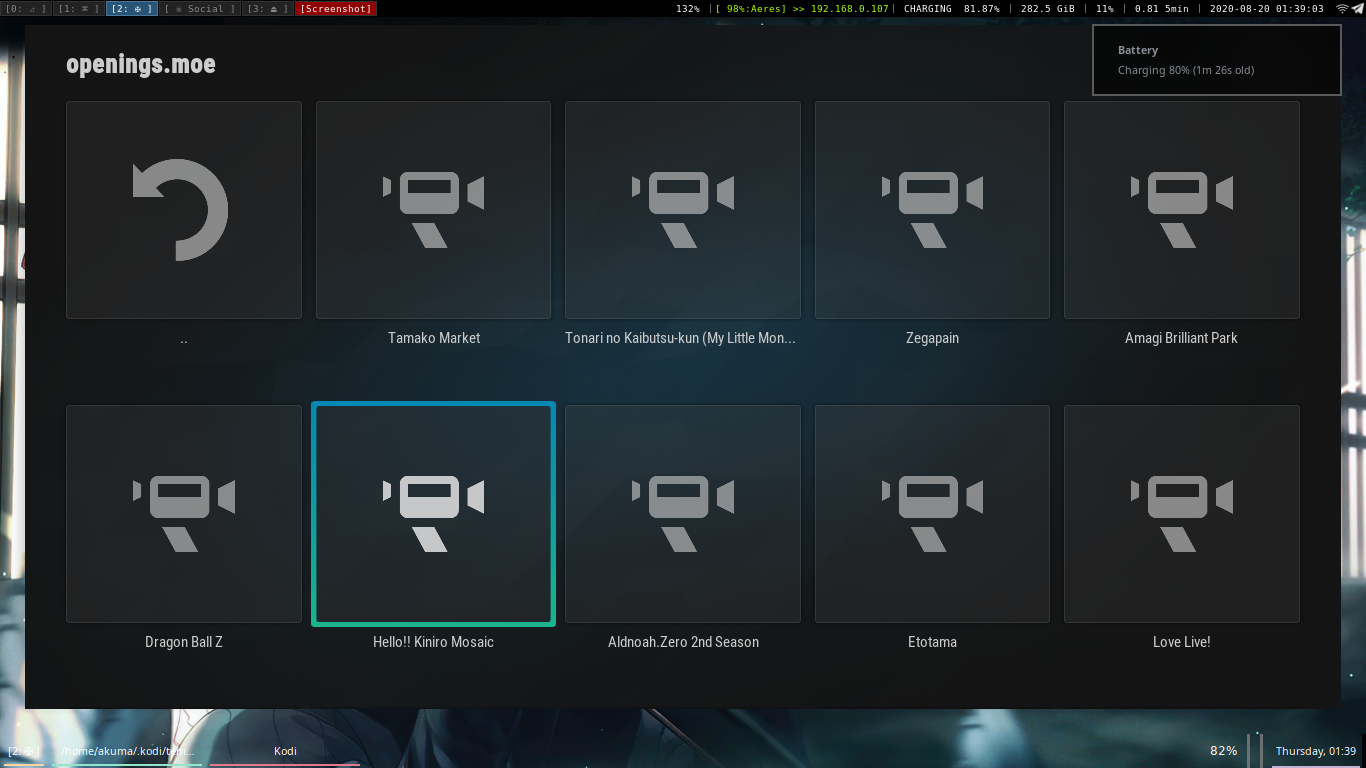 [0: ⊿ ] [1: ⌘ ] [2: ✠ ] [ ☼ Social ] [3: ⏏ ] [Screenshot] 132% |[ 98%:Aeres] >> 192.168.0.107| CHARGING 81.87% | 282.5 GiB | 11% | 0.81 5min | 2020-08-20 01:39:03
openings.moe
Battery
Charging 80% (1m 26s old)
.. Tamako Market Tonari no Kaibutsu-kun (My Little Mon... Zegapain Amagi Brilliant Park
Dragon Ball Z Hello!! Kiniro Mosaic Aldnoah.Zero 2nd Season Etotama Love Live!
[2: ✠ ] /home/akuma/.kodi/tem... Kodi 82% Thursday, 01:39